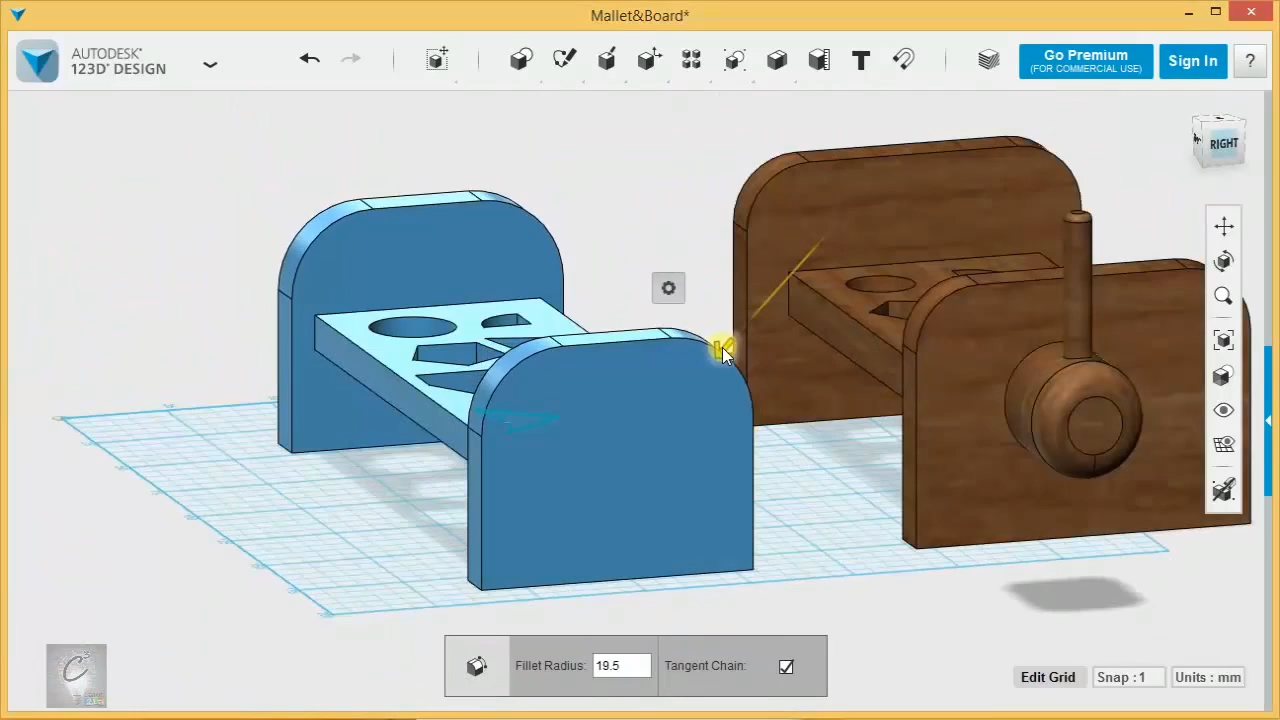 Mallet&Board*
AUTODESK®
123D® DESIGN
Go Premium
(FOR COMMERCIAL USE)
Sign In
?
RIGHT
Fillet Radius: 19.5
Tangent Chain:
Edit Grid
Snap : 1
Units : mm